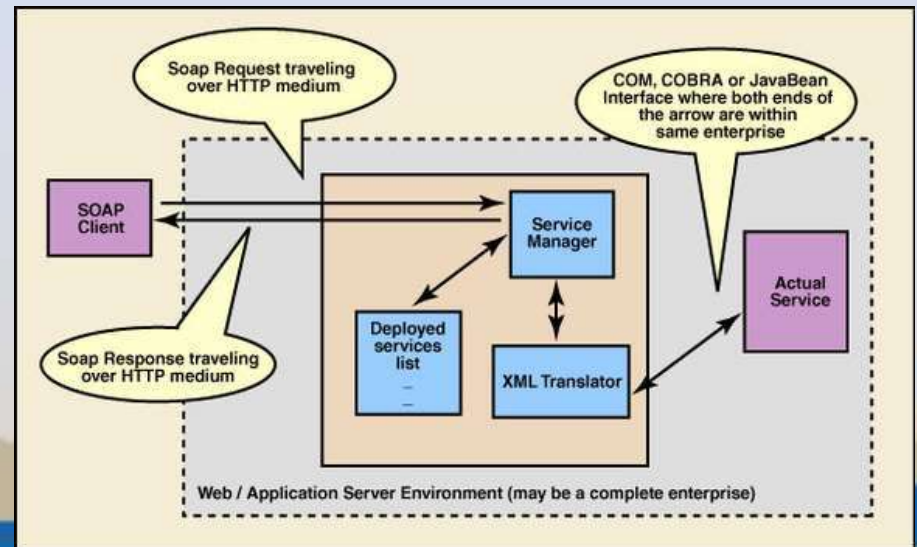 Soap Request traveling
over HTTP medium
COM, COBRA or JavaBean
Interface where both ends of
the arrow are within
same enterprise
SOAP
Client
Service
Manager
Actual
Service
Deployed
services
list
_
_
XML Translator
Soap Response traveling
over HTTP medium
Web / Application Server Environment (may be a complete enterprise)